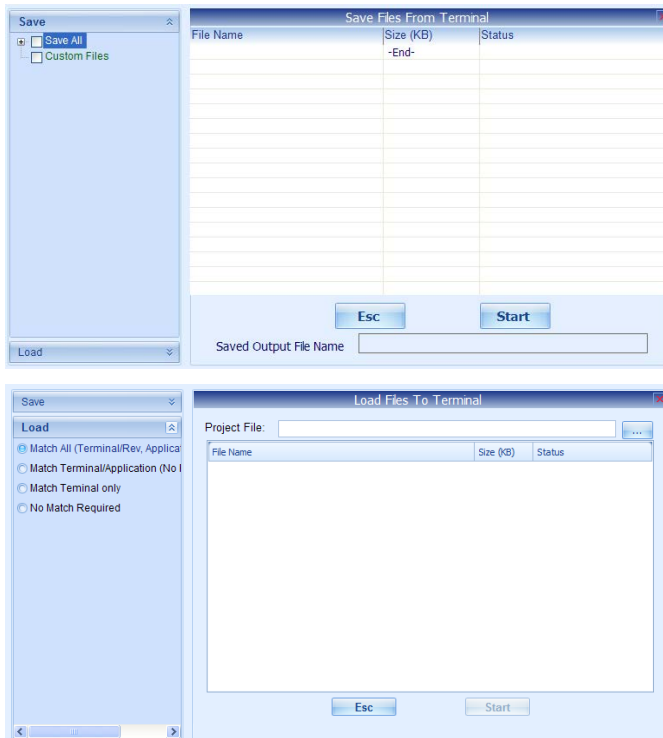 Save
Save All
Custom Files
Load
Save Files From Terminal
File Name Size (KB) Status
-End-
Esc Start
Saved Output File Name
Save
Load
Match All (Terminal/Rev, Applica
Match Terminal/Application (No
Match Teminal only
No Match Required
Load Files To Terminal
Project File: ...
File Name Size (KB) Status
Esc Start